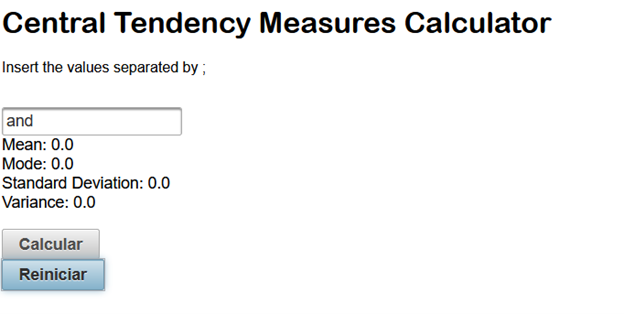 Central Tendency Measures Calculator
Insert the values separated by ;
and
Mean: 0.0
Mode: 0.0
Standard Deviation: 0.0
Variance: 0.0
Calcular
Reiniciar